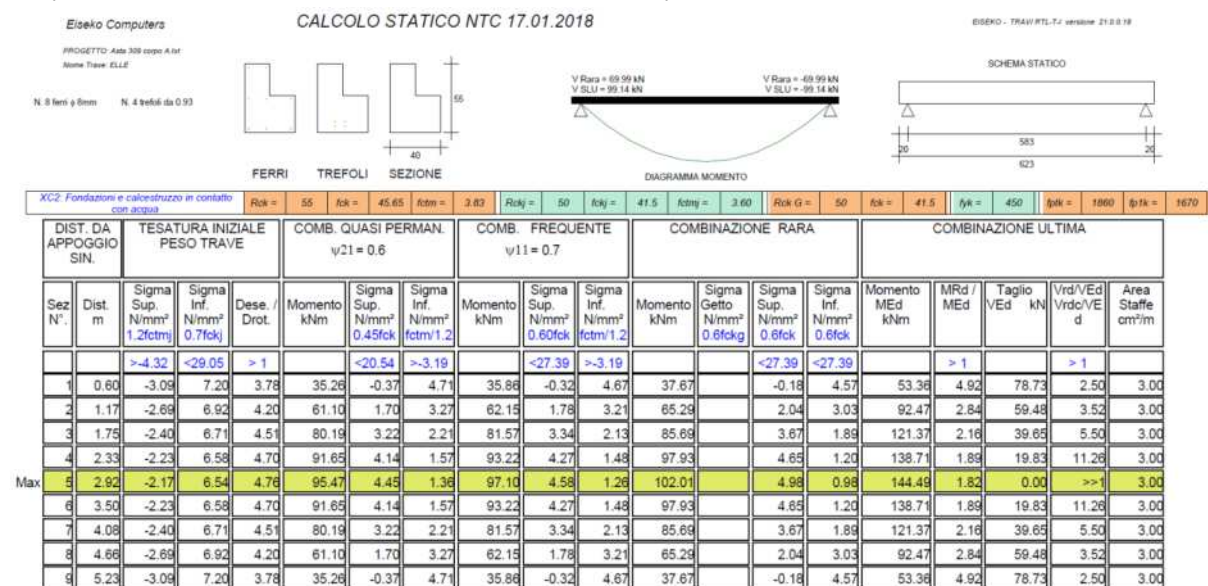 Eiseko Computers
CALCOLO STATICO NTC 17.01.2018
EISEKO - TRAVI RTL-T-I versione 21.0.0.19
PROGETTO: Asta 309 corpo A.txt
Nome Trave: ELLE
N. 8 ferri φ 8mm N. 4 trefoli da 0.93
FERRI TREFOLI SEZIONE
55
40
V Rara = 69.99 kN V Rara = -69.99 kN
V SLU = 99.14 kN V SLU = -99.14 kN
DIAGRAMMA MOMENTO
SCHEMA STATICO
20 583 20
623
XC2: Fondazioni e calcestruzzo in contatto con acqua Rck = 55 fck = 45.65 fctm = 3.83 Rckj = 50 fckj = 41.5 fctmj = 3.60 Rck G = 50 fck = 41.5 fyk = 450 fptk = 1860 fp1k = 1670
DIST. DA APPOGGIO SIN. TESATURA INIZIALE PESO TRAVE COMB. QUASI PERMAN. ψ21 = 0.6 COMB. FREQUENTE ψ11 = 0.7 COMBINAZIONE RARA COMBINAZIONE ULTIMA
Sez N°. Dist. m Sigma Sup. N/mm² 1.2fctmj Sigma Inf. N/mm² 0.7fckj Dese. / Drot. Momento kNm Sigma Sup. N/mm² 0.45fck Sigma Inf. N/mm² fctm/1.2 Momento kNm Sigma Sup. N/mm² 0.60fck Sigma Inf. N/mm² fctm/1.2 Momento kNm Sigma Getto N/mm² 0.6fckg Sigma Sup. N/mm² 0.6fck Sigma Inf. N/mm² 0.6fck Momento MEd kNm MRd / MEd Taglio VEd kN Vrd/VEd Vrdc/VEd Area Staffe cm²/m
>-4.32 <29.05 > 1 <20.54 >-3.19 <27.39 >-3.19 <27.39 <27.39 > 1 > 1
1 0.60 -3.09 7.20 3.78 35.26 -0.37 4.71 35.86 -0.32 4.67 37.67 -0.18 4.57 53.36 4.92 78.73 2.50 3.00
2 1.17 -2.69 6.92 4.20 61.10 1.70 3.27 62.15 1.78 3.21 65.29 2.04 3.03 92.47 2.84 59.48 3.52 3.00
3 1.75 -2.40 6.71 4.51 80.19 3.22 2.21 81.57 3.34 2.13 85.69 3.67 1.89 121.37 2.16 39.65 5.50 3.00
4 2.33 -2.23 6.58 4.70 91.65 4.14 1.57 93.22 4.27 1.48 97.93 4.65 1.20 138.71 1.89 19.83 11.26 3.00
Max 5 2.92 -2.17 6.54 4.76 95.47 4.45 1.36 97.10 4.58 1.26 102.01 4.98 0.98 144.49 1.82 0.00 >>1 3.00
6 3.50 -2.23 6.58 4.70 91.65 4.14 1.57 93.22 4.27 1.48 97.93 4.65 1.20 138.71 1.89 19.83 11.26 3.00
7 4.08 -2.40 6.71 4.51 80.19 3.22 2.21 81.57 3.34 2.13 85.69 3.67 1.89 121.37 2.16 39.65 5.50 3.00
8 4.66 -2.69 6.92 4.20 61.10 1.70 3.27 62.15 1.78 3.21 65.29 2.04 3.03 92.47 2.84 59.48 3.52 3.00
9 5.23 -3.09 7.20 3.78 35.26 -0.37 4.71 35.86 -0.32 4.67 37.67 -0.18 4.57 53.36 4.92 78.73 2.50 3.00